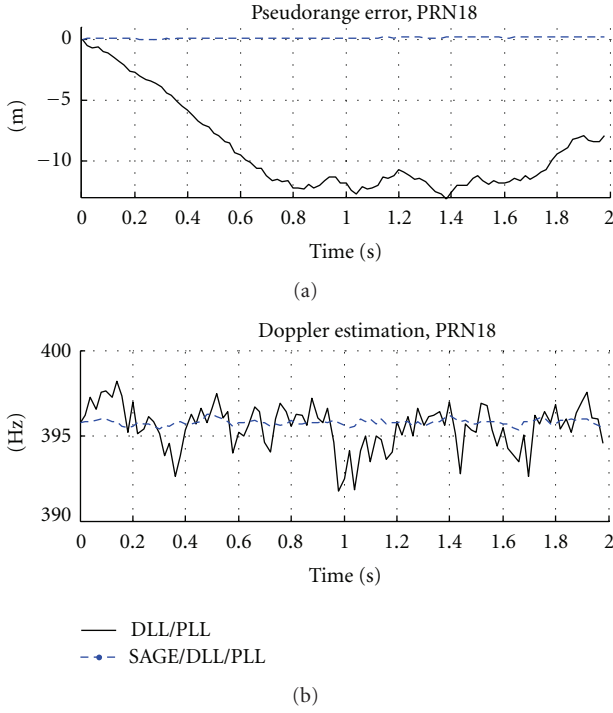 Pseudorange error, PRN18
0
−5
−10
(m)
0 0.2 0.4 0.6 0.8 1 1.2 1.4 1.6 1.8 2
Time (s)
(a)
Doppler estimation, PRN18
400
395
390
(Hz)
0 0.2 0.4 0.6 0.8 1 1.2 1.4 1.6 1.8 2
Time (s)
DLL/PLL
SAGE/DLL/PLL
(b)